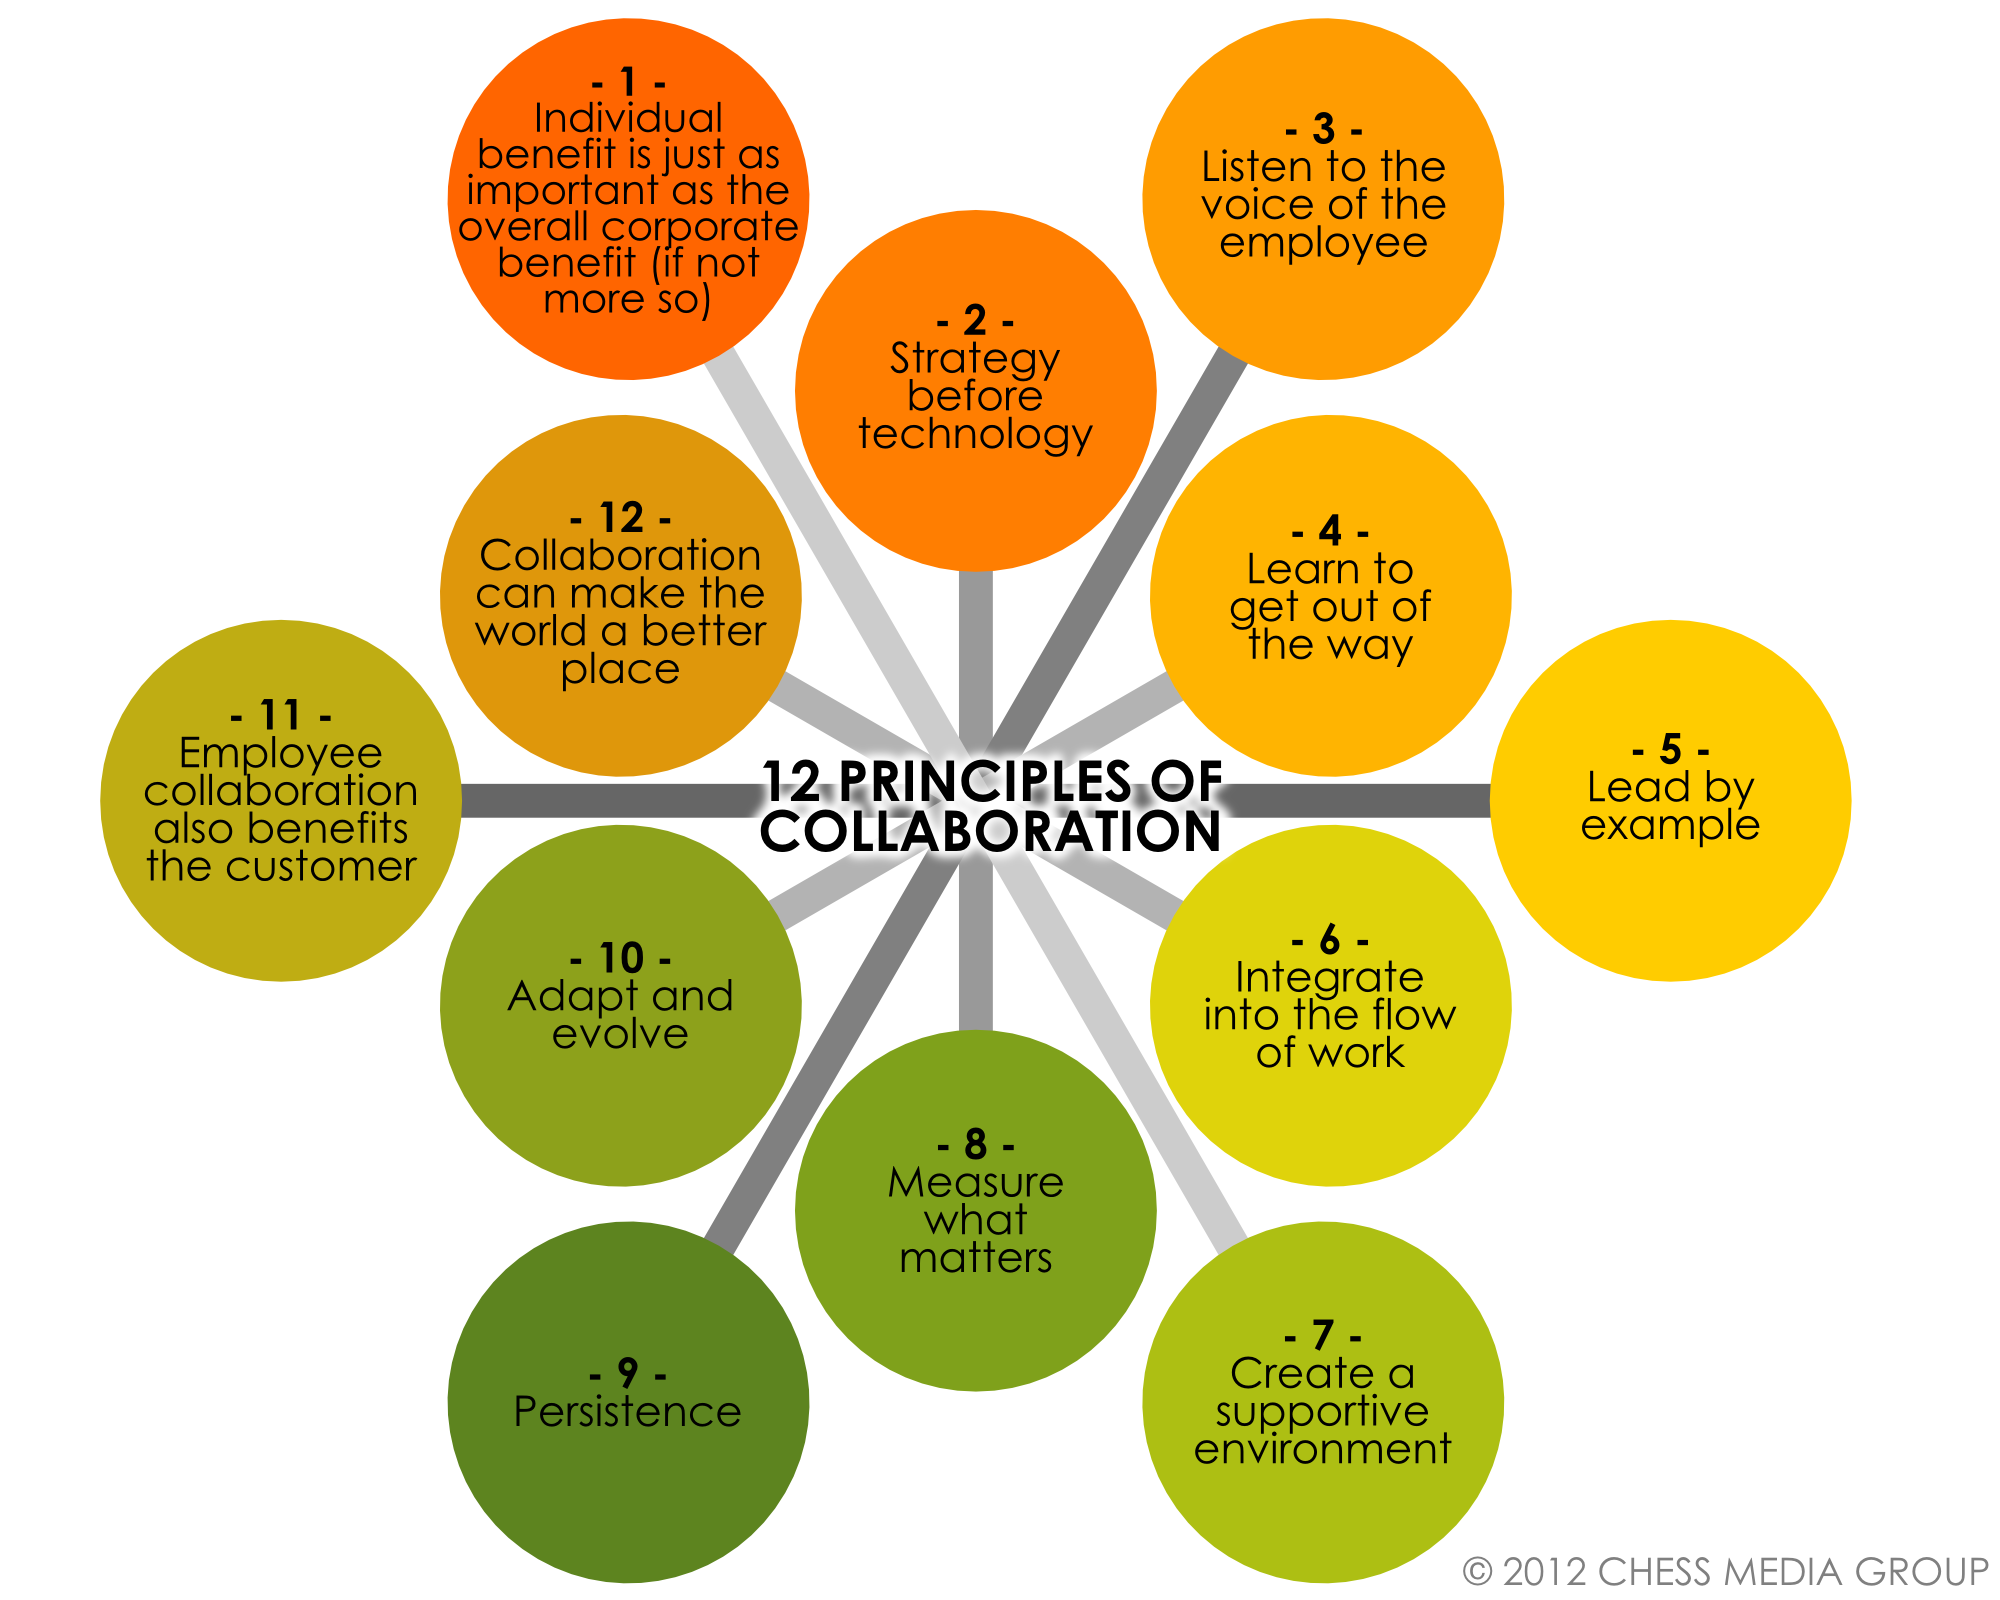 - 1 -
Individual
benefit is just as
important as the
overall corporate
benefit (if not
more so)
- 2 -
Strategy
before
technology
- 3 -
Listen to the
voice of the
employee
- 4 -
Learn to
get out of
the way
- 5 -
Lead by
example
- 6 -
Integrate
into the flow
of work
- 7 -
Create a
supportive
environment
- 8 -
Measure
what
matters
- 9 -
Persistence
- 10 -
Adapt and
evolve
- 11 -
Employee
collaboration
also benefits
the customer
- 12 -
Collaboration
can make the
world a better
place
12 PRINCIPLES OF
COLLABORATION
© 2012 CHESS MEDIA GROUP